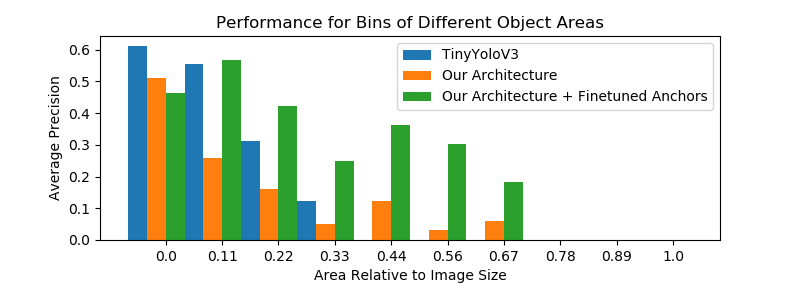 Performance for Bins of Different Object Areas
TinyYoloV3
Our Architecture
Our Architecture + Finetuned Anchors
Average Precision
0.6
0.5
0.4
0.3
0.2
0.1
0.0
0.0 0.11 0.22 0.33 0.44 0.56 0.67 0.78 0.89 1.0
Area Relative to Image Size